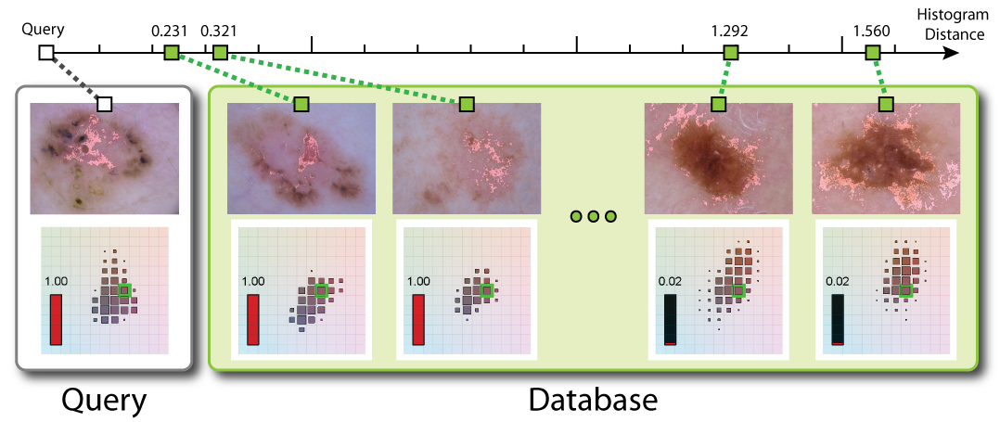 Query
0.231
0.321
1.292
1.560
Histogram
Distance
1.00
1.00
1.00
0.02
0.02
Query
Database